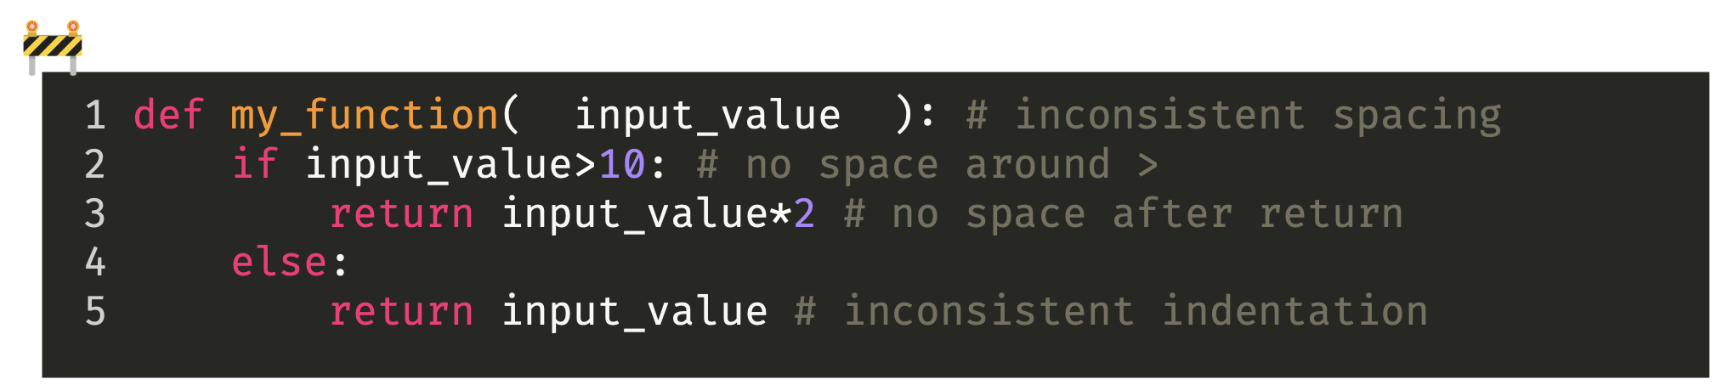 1 def my_function(  input_value  ): # inconsistent spacing
2     if input_value>10: # no space around >
3         return input_value*2 # no space after return
4     else:
5         return input_value # inconsistent indentation